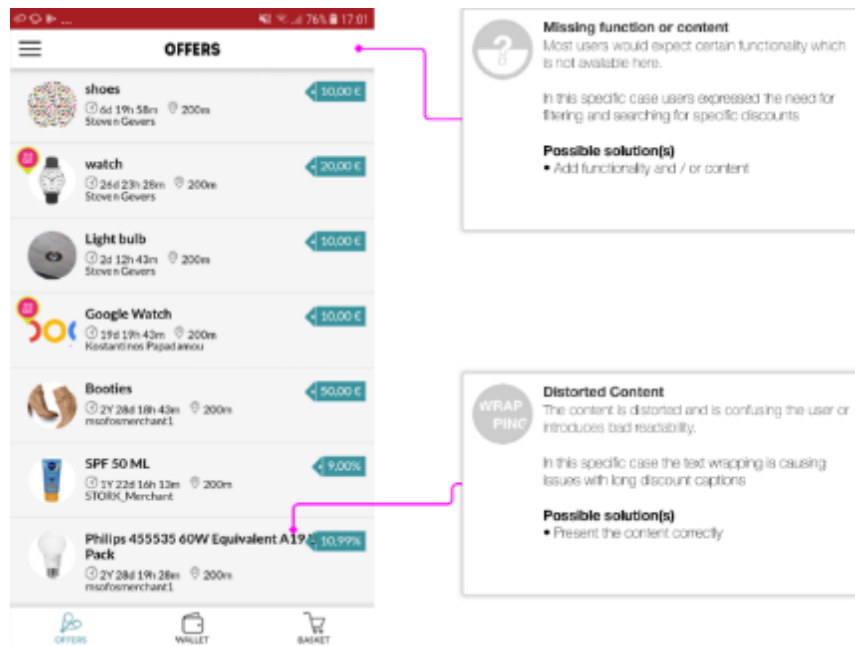 76% 17:01
OFFERS
shoes
10,00 €
6d 19h 58m 200m
Steven Gevers
watch
20,00 €
26d 23h 28m 200m
Steven Gevers
Light bulb
10,00 €
2d 12h 43m 200m
Steven Gevers
Google Watch
10,00 €
19d 19h 43m 200m
Kostantinos Papadamou
Booties
50,00 €
2Y 28d 18h 43m 200m
msofosmerchant1
SPF 50 ML
9,00%
1Y 22d 16h 13m 200m
STORK_Merchant
Philips 455535 60W Equivalent A19
10,99%
Pack
2Y 28d 19h 28m 200m
msofosmerchant1
OFFERS
WALLET
BASKET
?
Missing function or content
Most users would expect certain functionality which
is not available here.
In this specific case users expressed the need for
filtering and searching for specific discounts
Possible solution(s)
• Add functionality and / or content
WRAP
PING
Distorted Content
The content is distorted and is confusing the user or
introduces bad readability.
In this specific case the text wrapping is causing
issues with long discount captions
Possible solution(s)
• Present the content correctly